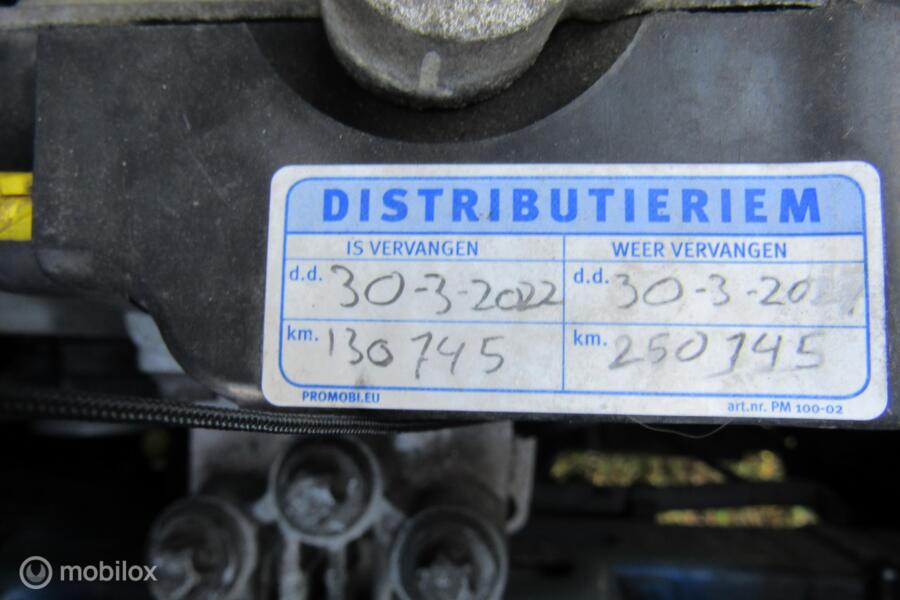 DISTRIBUTIERIEM
IS VERVANGEN WEER VERVANGEN
d.d. 30-3-2022 d.d. 30-3-20
km. 130745 km. 250745
PROMOBI.EU art.nr. PM 100-02
mobilox